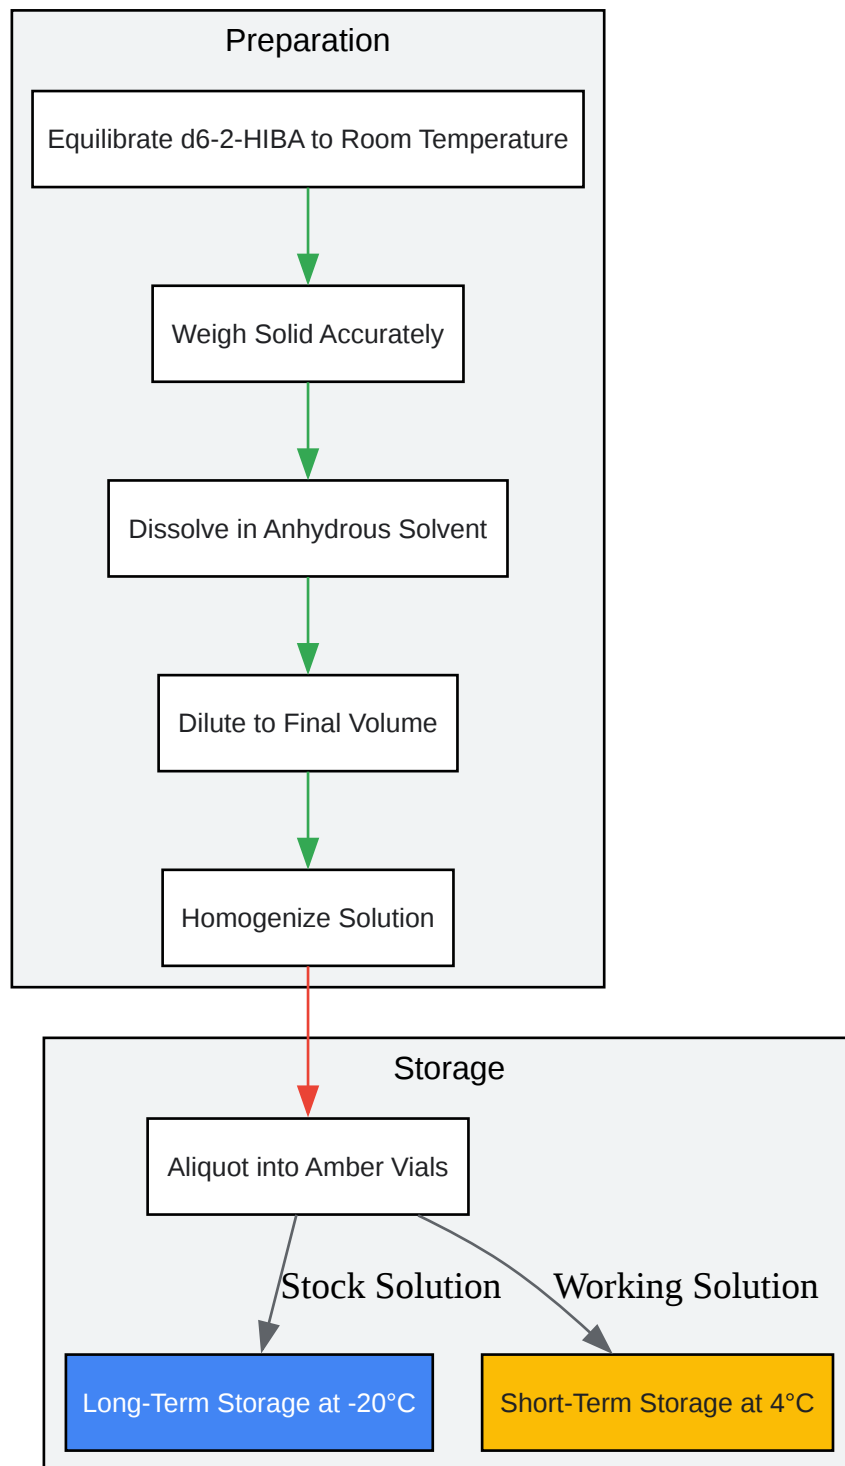 Preparation
Equilibrate d6-2-HIBA to Room Temperature
Weigh Solid Accurately
Dissolve in Anhydrous Solvent
Dilute to Final Volume
Homogenize Solution
Storage
Aliquot into Amber Vials
Stock Solution
Working Solution
Long-Term Storage at -20°C
Short-Term Storage at 4°C